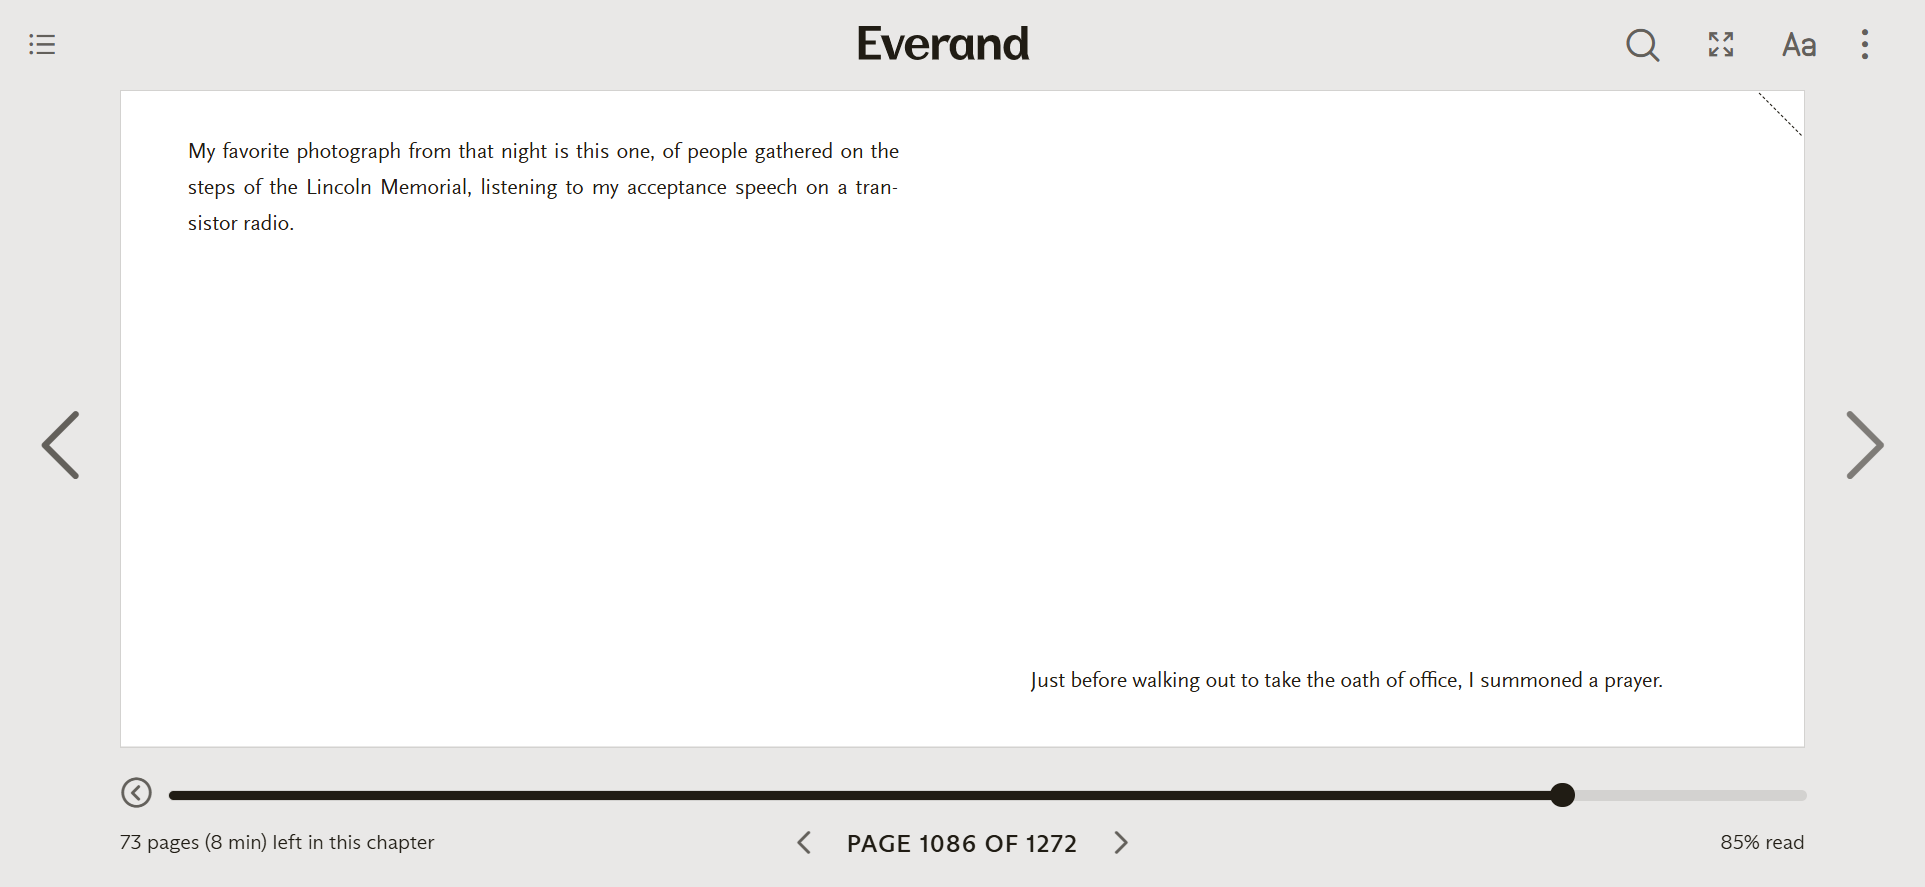 Everand
Aa
My favorite photograph from that night is this one, of people gathered on the
steps of the Lincoln Memorial, listening to my acceptance speech on a tran-
sistor radio.
Just before walking out to take the oath of office, I summoned a prayer.
73 pages (8 min) left in this chapter
PAGE 1086 OF 1272
85% read